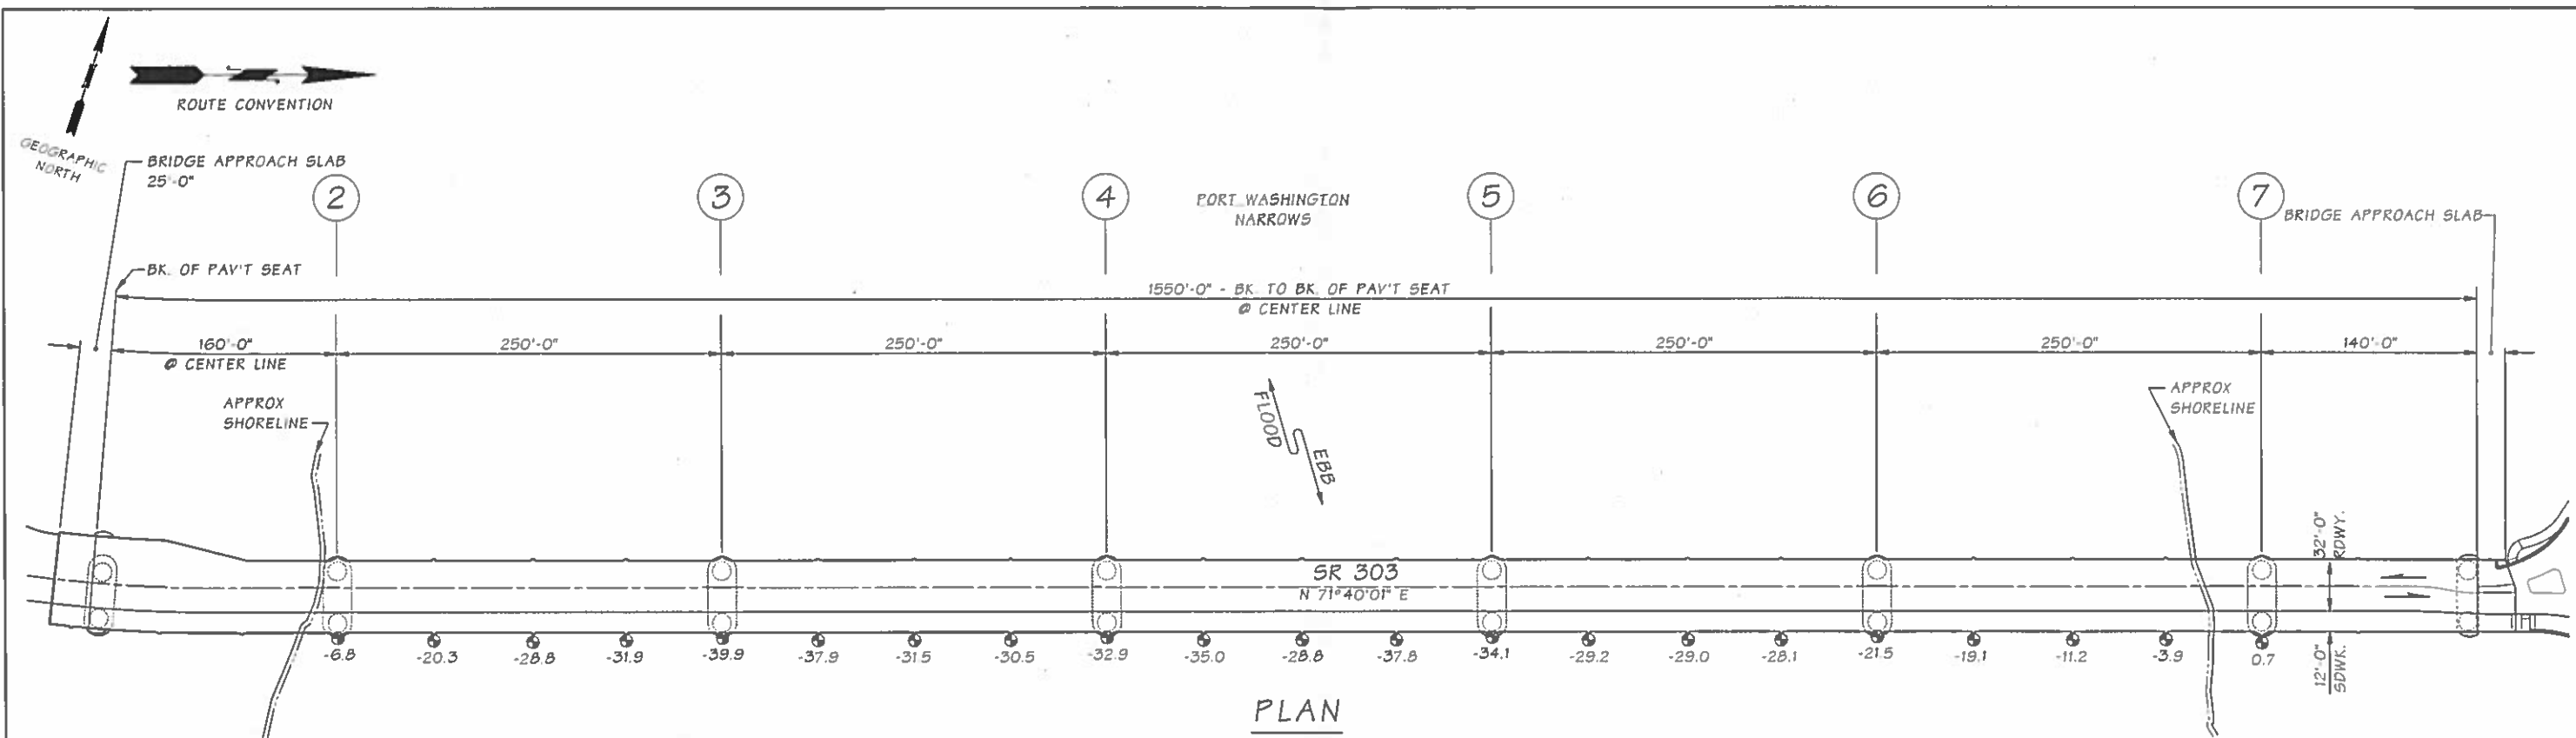 ROUTE CONVENTION
GEOGRAPHIC
NORTH
BRIDGE APPROACH SLAB
25'-0"
2
3
4
PORT WASHINGTON
NARROWS
5
6
7
BRIDGE APPROACH SLAB
BK. OF PAV'T SEAT
1550'-0" - BK. TO BK. OF PAV'T SEAT
@ CENTER LINE
160'-0"
@ CENTER LINE
250'-0"
250'-0"
250'-0"
250'-0"
250'-0"
140'-0"
APPROX
SHORELINE
FLOOD
EBB
APPROX
SHORELINE
SR 303
N 71°40'01" E
32'-0"
RDWY.
12'-0"
SDWK.
-6.8
-20.3
-28.8
-31.9
-39.9
-37.9
-31.5
-30.5
-32.9
-35.0
-28.8
-37.8
-34.1
-29.2
-29.0
-28.1
-21.5
-19.1
-11.2
-3.9
0.7
PLAN